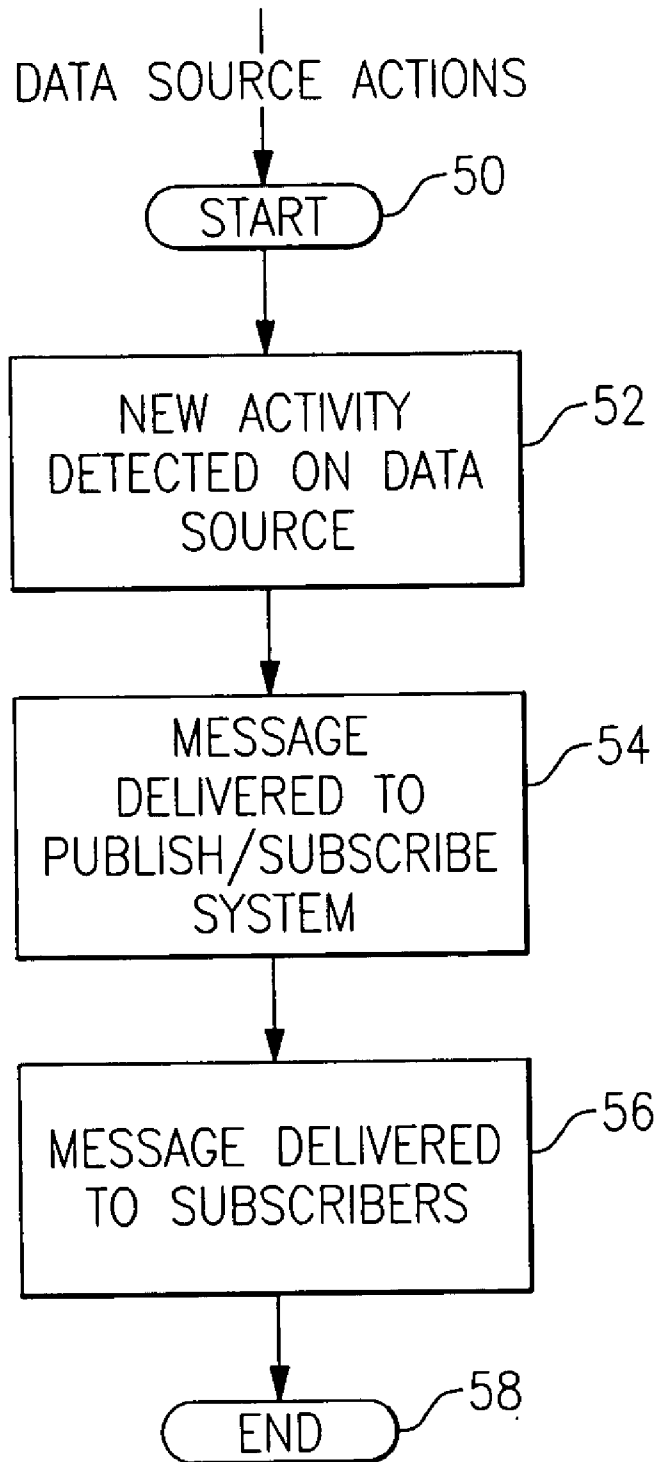 DATA SOURCE ACTIONS
START
50
NEW ACTIVITY
DETECTED ON DATA
SOURCE
52
MESSAGE
DELIVERED TO
PUBLISH/SUBSCRIBE
SYSTEM
54
MESSAGE DELIVERED
TO SUBSCRIBERS
56
END
58